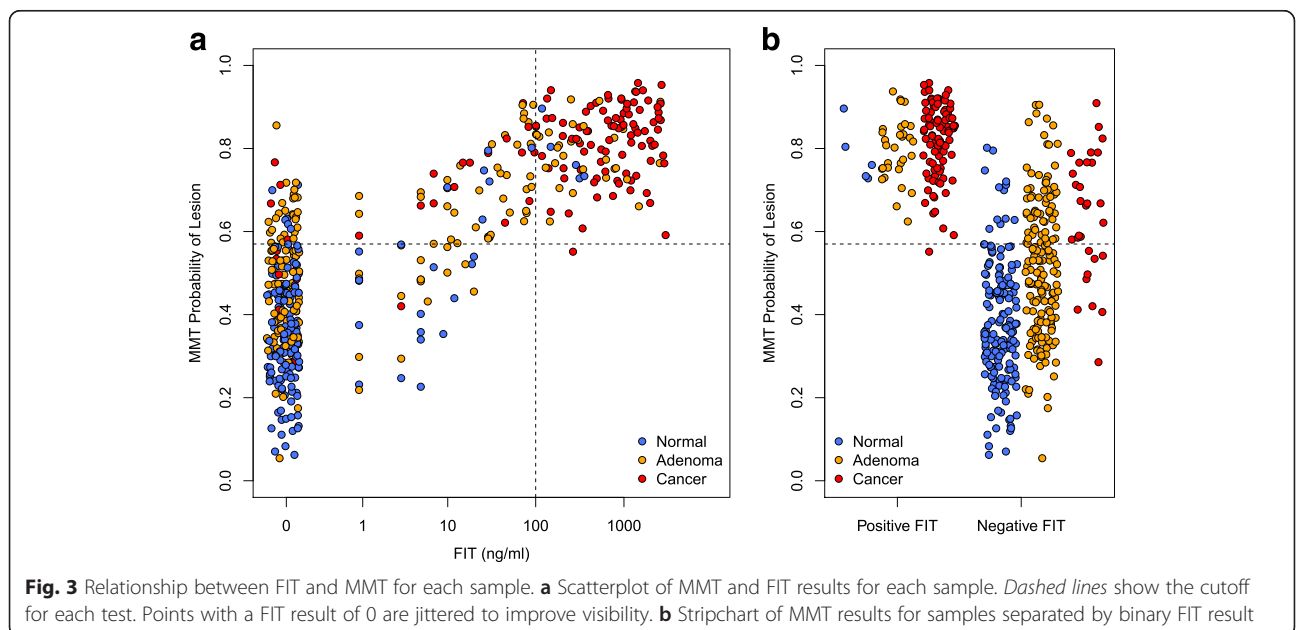 a
b
1.0
0.8
0.6
0.4
0.2
0.0
MMT Probability of Lesion
0
1
10
100
1000
FIT (ng/ml)
Normal
Adenoma
Cancer
1.0
0.8
0.6
0.4
0.2
0.0
MMT Probability of Lesion
Normal
Adenoma
Cancer
Positive FIT
Negative FIT
Fig. 3 Relationship between FIT and MMT for each sample. a Scatterplot of MMT and FIT results for each sample. Dashed lines show the cutoff
for each test. Points with a FIT result of 0 are jittered to improve visibility. b Stripchart of MMT results for samples separated by binary FIT result